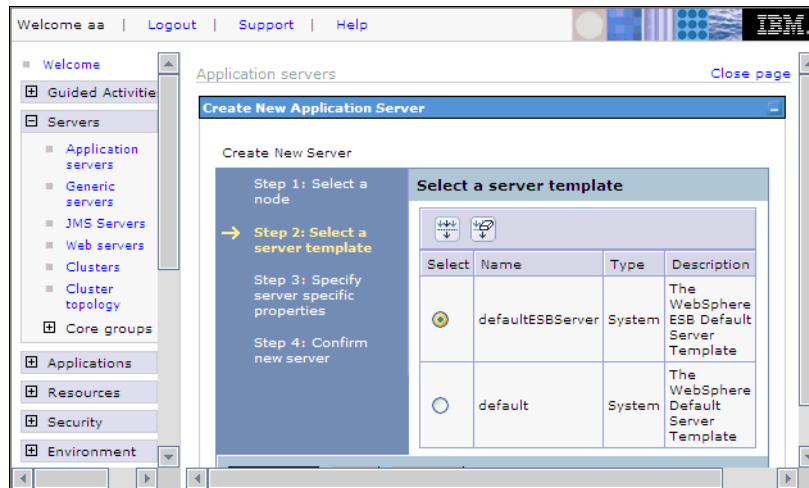 Welcome aa | Logout | Support | Help
IBM.
Welcome
Guided Activitie
Servers
Application
servers
Generic
servers
JMS Servers
Web servers
Clusters
Cluster
topology
Core groups
Applications
Resources
Security
Environment
Application servers
Close page
Create New Application Server
Create New Server
Step 1: Select a
node
Step 2: Select a
server template
Step 3: Specify
server specific
properties
Step 4: Confirm
new server
Select a server template
Select Name Type Description
defaultESBServer System The
WebSphere
ESB Default
Server
Template
default System The
WebSphere
Default
Server
Template